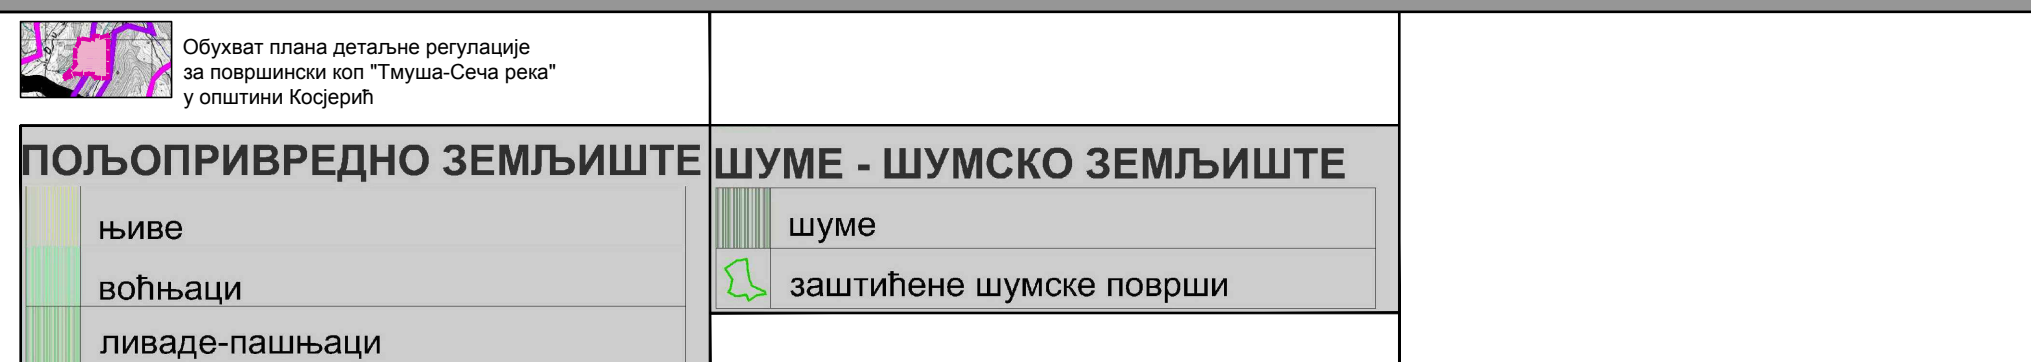 Обухват плана детаљне регулације
за површински коп "Тмуша-Сеча река"
у општини Косјерић
ПОЉОПРИВРЕДНО ЗЕМЉИШТЕ
њиве
воћњаци
ливаде-пашњаци
ШУМЕ - ШУМСКО ЗЕМЉИШТЕ
шуме
заштићене шумске површи